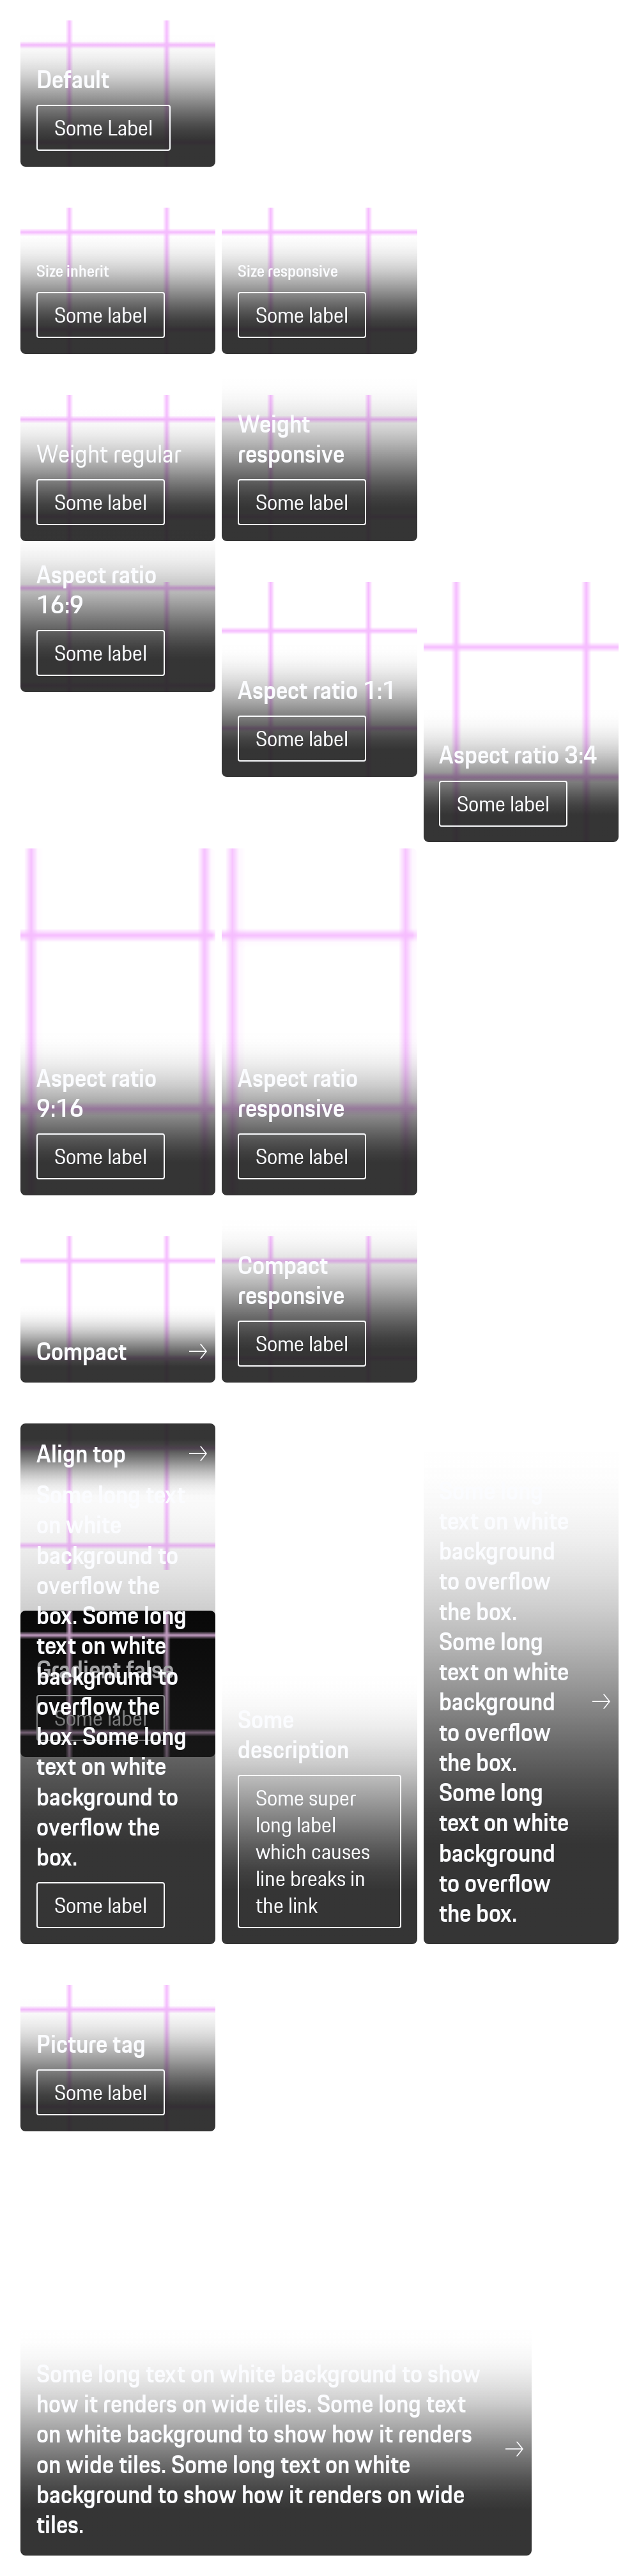 Default
Some Label
Size inherit
Some label
Size responsive
Some label
Weight regular
Some label
Weight
responsive
Some label
Aspect ratio
16:9
Some label
Aspect ratio 1:1
Some label
Aspect ratio 3:4
Some label
Aspect ratio
9:16
Some label
Aspect ratio
responsive
Some label
Compact
Compact
responsive
Some label
Align top
Some long text
on white
background to
overflow the
box. Some long
text on white
Gradient false
background to
overflow the
Some label
box. Some long
text on white
background to
overflow the
box.
Some label
Some
description
Some super
long label
which causes
line breaks in
the link
text on white
background
to overflow
the box.
Some long
text on white
background
to overflow
the box.
Some long
text on white
background
to overflow
the box.
Picture tag
Some label
Some long text on white background to show
how it renders on wide tiles. Some long text
on white background to show how it renders
on wide tiles. Some long text on white
background to show how it renders on wide
tiles.